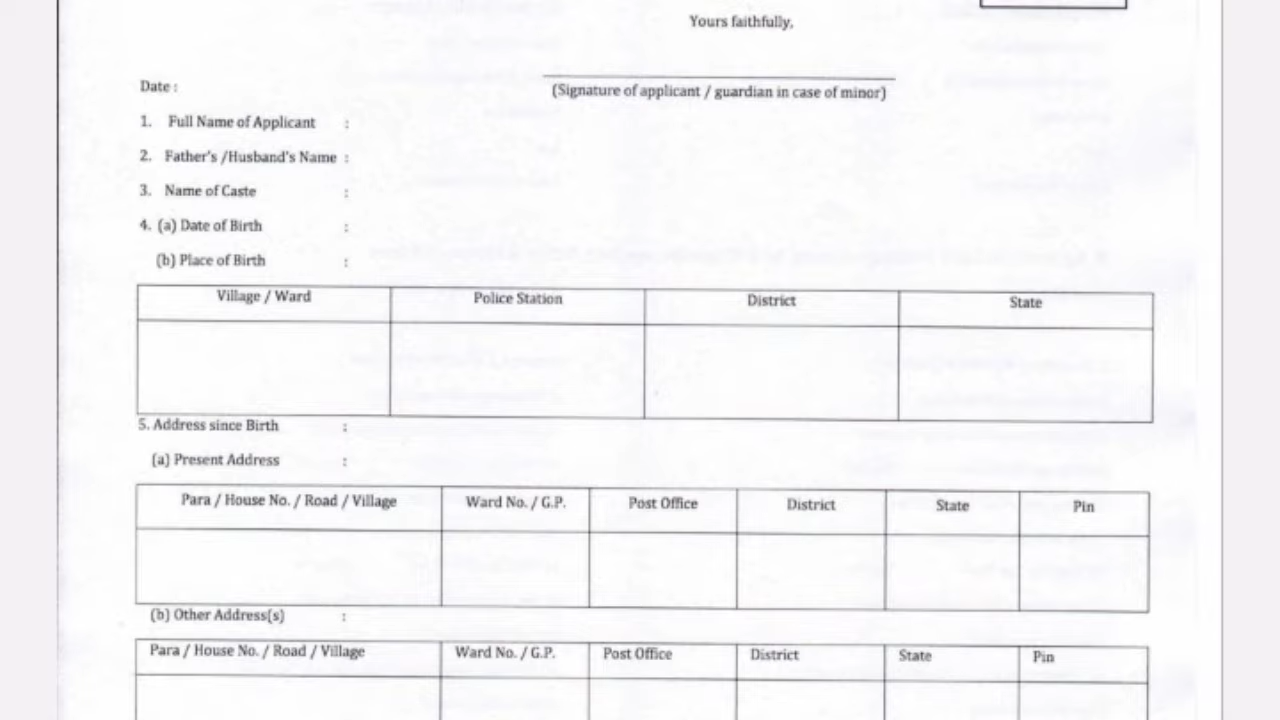 Yours faithfully,
(Signature of applicant / guardian in case of minor)
Date :
1. Full Name of Applicant :
2. Father's /Husband's Name :
3. Name of Caste :
4. (a) Date of Birth :
(b) Place of Birth :
Village / Ward Police Station District State
5. Address since Birth :
(a) Present Address :
Para / House No. / Road / Village Ward No. / G.P. Post Office District State Pin
(b) Other Address(s) :
Para / House No. / Road / Village Ward No. / G.P. Post Office District State Pin